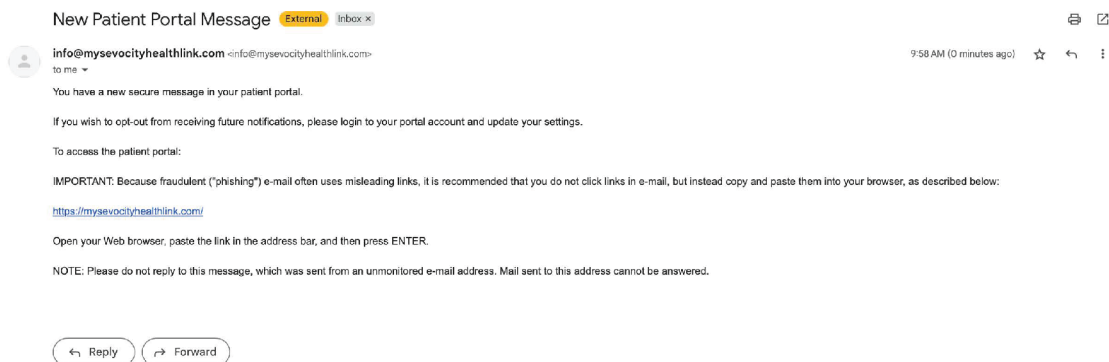 New Patient Portal Message External Inbox ×
info@mysevocityhealthlink.com <info@mysevocityhealthlink.com> 9:58 AM (0 minutes ago)
to me
You have a new secure message in your patient portal.
If you wish to opt-out from receiving future notifications, please login to your portal account and update your settings.
To access the patient portal:
IMPORTANT: Because fraudulent ("phishing") e-mail often uses misleading links, it is recommended that you do not click links in e-mail, but instead copy and paste them into your browser, as described below:
https://mysevocityhealthlink.com/
Open your Web browser, paste the link in the address bar, and then press ENTER.
NOTE: Please do not reply to this message, which was sent from an unmonitored e-mail address. Mail sent to this address cannot be answered.
Reply Forward